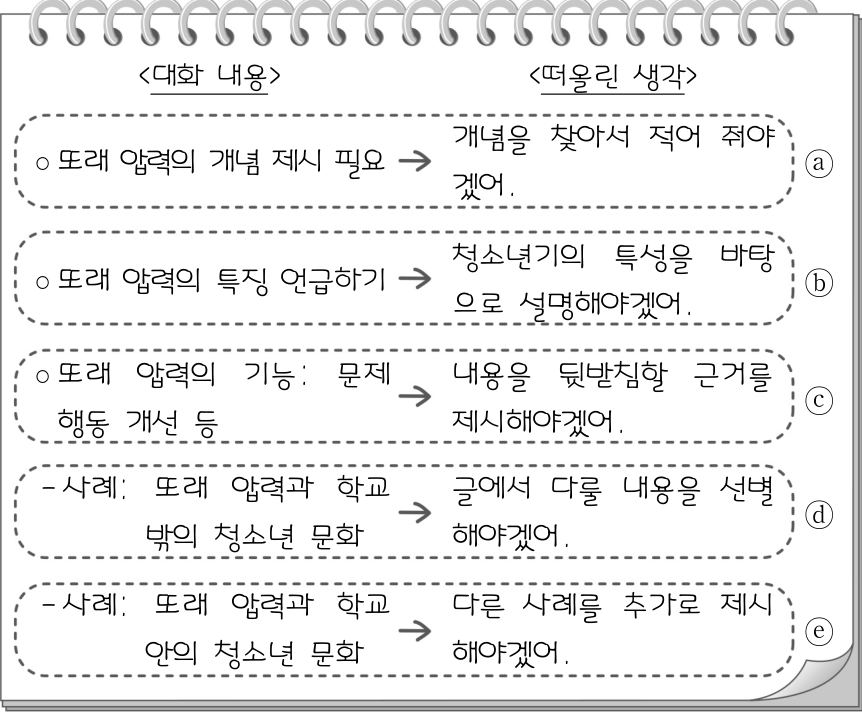 <대화 내용> <떠올린 생각>
○ 또래 압력의 개념 제시 필요 → 개념을 찾아서 적어 줘야
겠어. ⓐ
○ 또래 압력의 특징 언급하기 → 청소년기의 특성을 바탕
으로 설명해야겠어. ⓑ
○ 또래 압력의 기능: 문제 → 내용을 뒷받침할 근거를
행동 개선 등 제시해야겠어. ⓒ
- 사례: 또래 압력과 학교 → 글에서 다룰 내용을 선별
밖의 청소년 문화 해야겠어. ⓓ
- 사례: 또래 압력과 학교 → 다른 사례를 추가로 제시
안의 청소년 문화 해야겠어. ⓔ